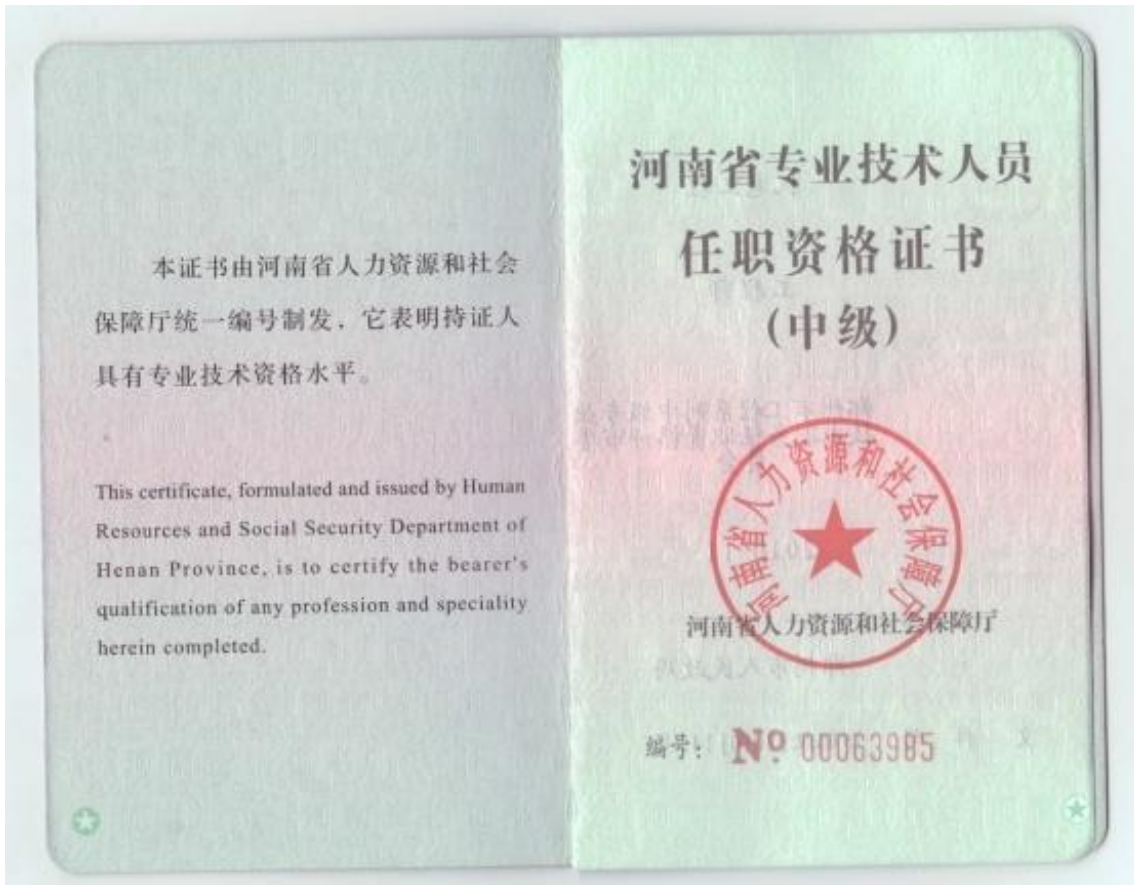 本证书由河南省人力资源和社会
保障厅统一编号制发，它表明持证人
具有专业技术资格水平。
This certificate, formulated and issued by Human
Resources and Social Security Department of
Henan Province, is to certify the bearer's
qualification of any profession and speciality
herein completed.
河南省专业技术人员
任职资格证书
(中级)
河南省人力资源和社会保障厅
河南省人力资源和社会保障厅
编号: No 00063985